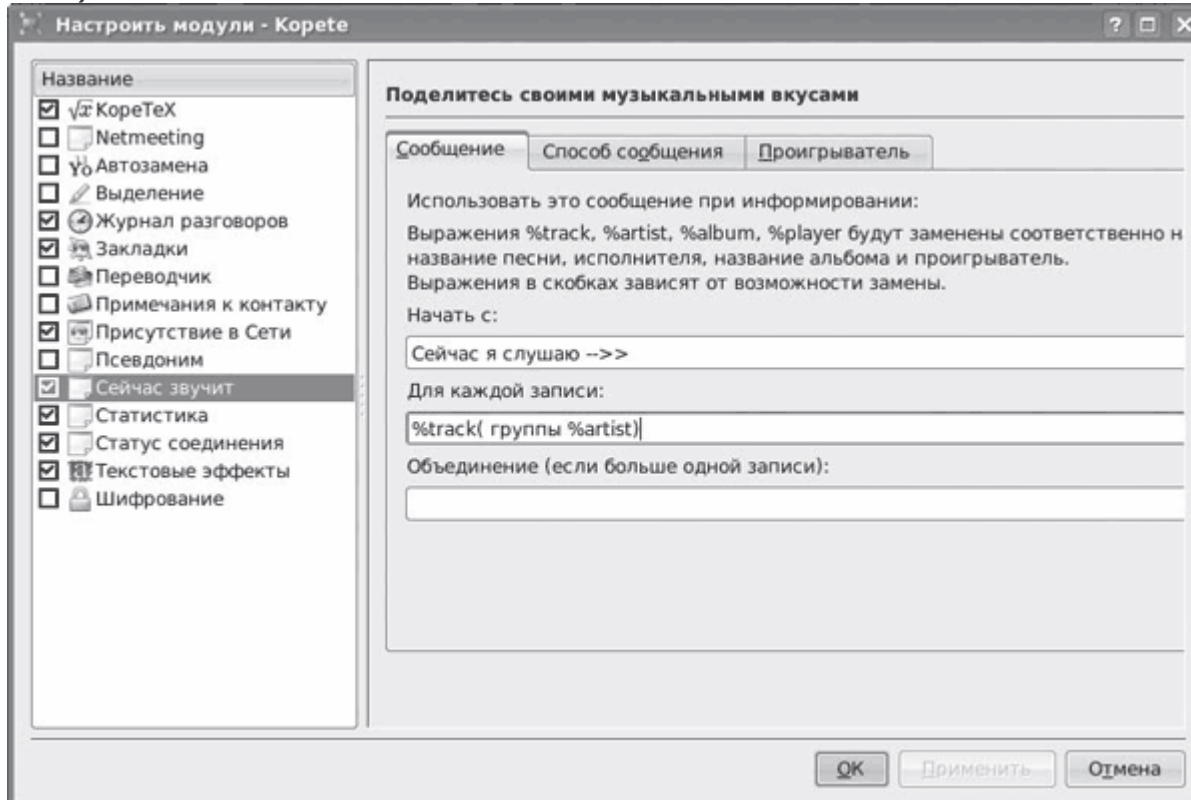 Настроить модули - Kopete
Название
KopeTeX
Netmeeting
Автозамена
Выделение
Журнал разговоров
Закладки
Переводчик
Примечания к контакту
Присутствие в Сети
Псевдоним
Сейчас звучит
Статистика
Статус соединения
Текстовые эффекты
Шифрование
Поделитесь своими музыкальными вкусами
Сообщение Способ сообщения Проигрыватель
Использовать это сообщение при информировании:
Выражения %track, %artist, %album, %player будут заменены соответственно н
название песни, исполнителя, название альбома и проигрыватель.
Выражения в скобках зависят от возможности замены.
Начать с:
Сейчас я слушаю -->>
Для каждой записи:
%track( группы %artist)
Объединение (если больше одной записи):
OK Применить Отмена